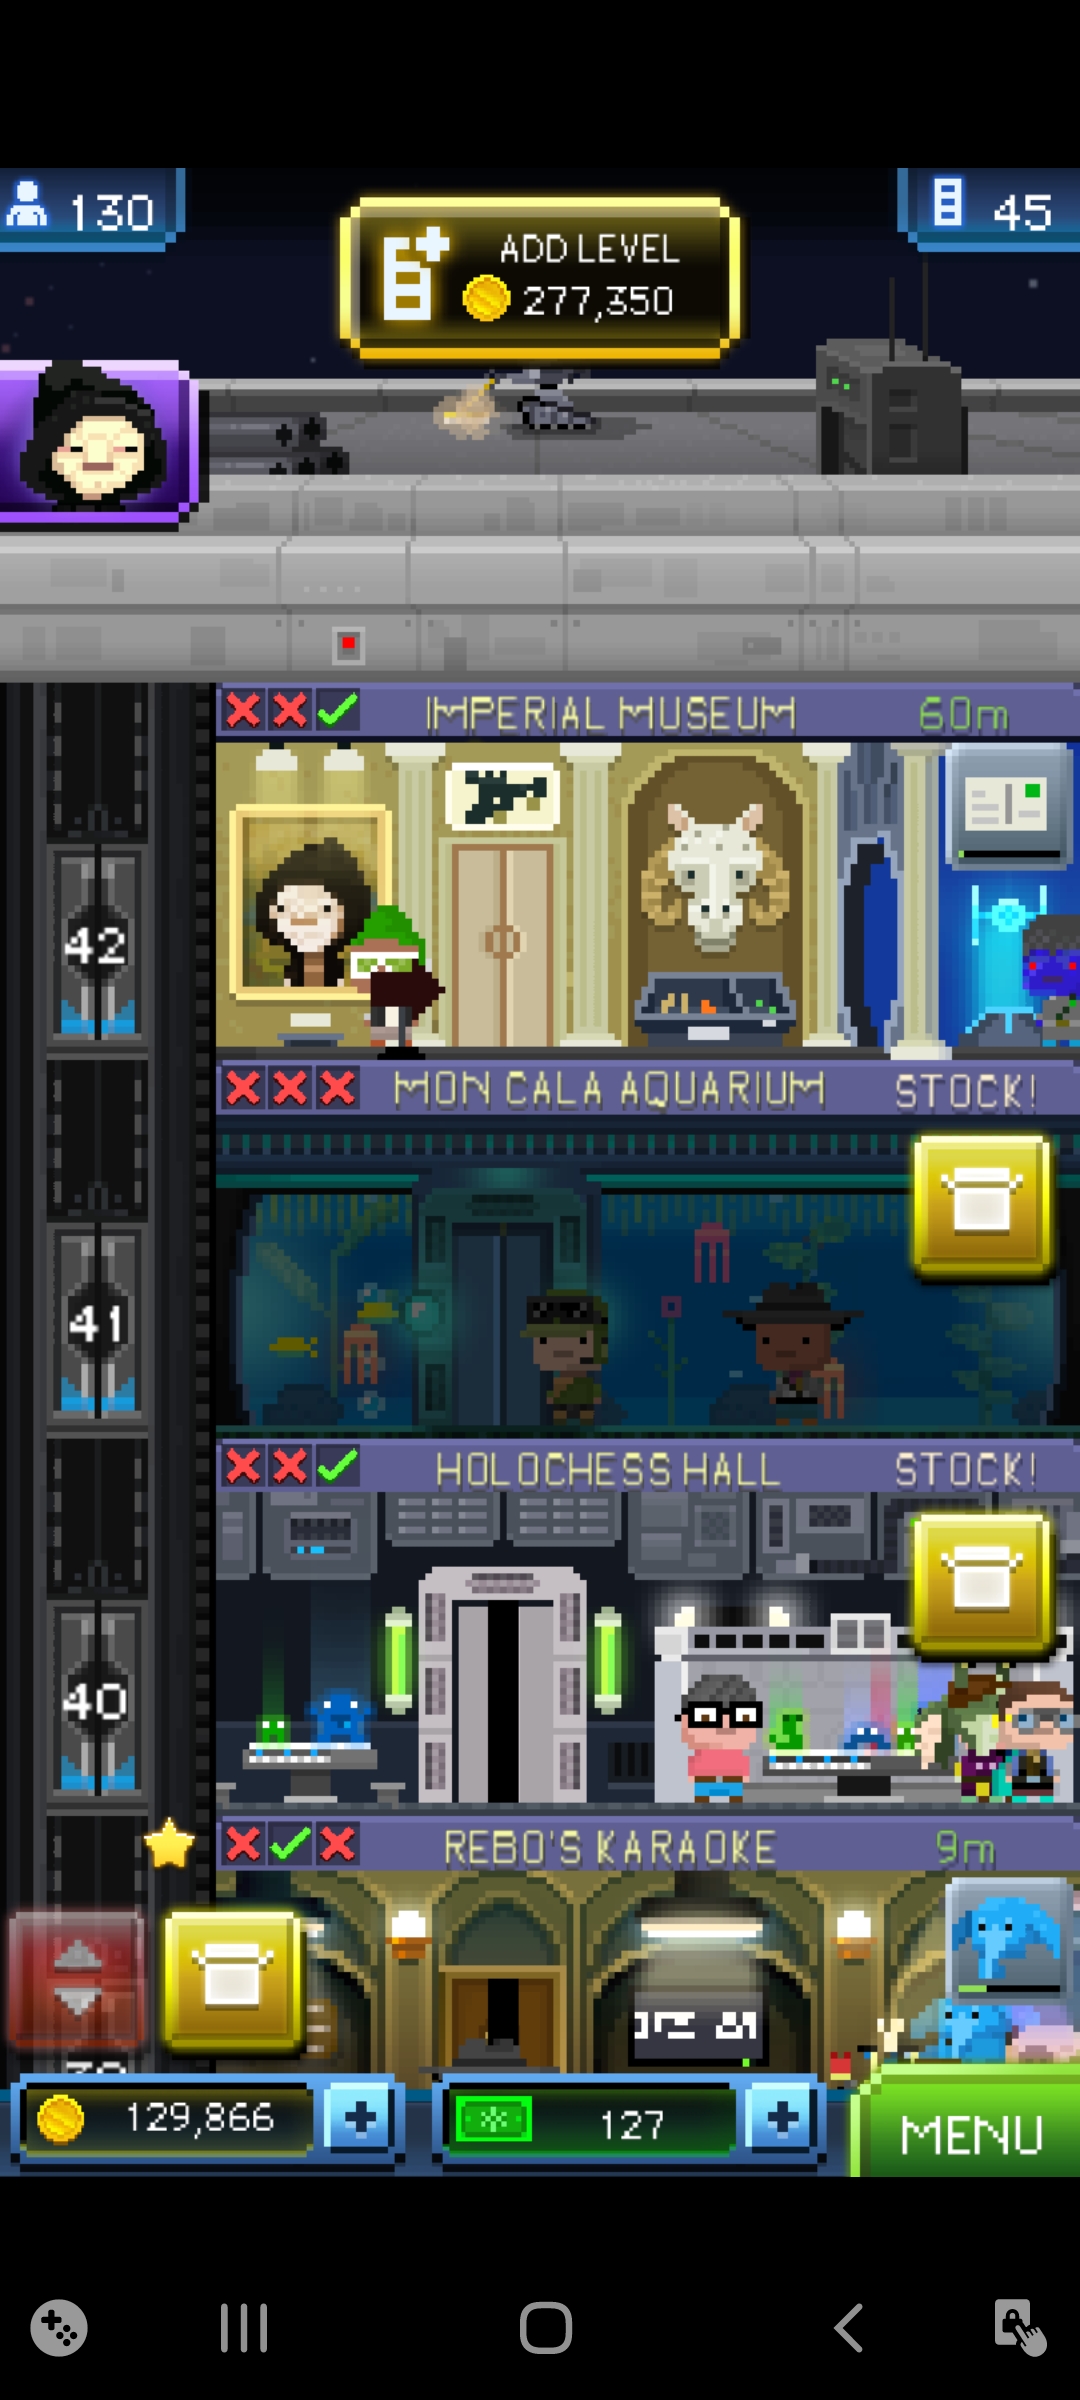 130
ADD LEVEL
277,350
45
IMPERIAL MUSEUM 60m
42
MON CALA AQUARIUM STOCK!
41
HOLOCHESS HALL STOCK!
40
REBO'S KARAOKE 9m
129,866
127
MENU